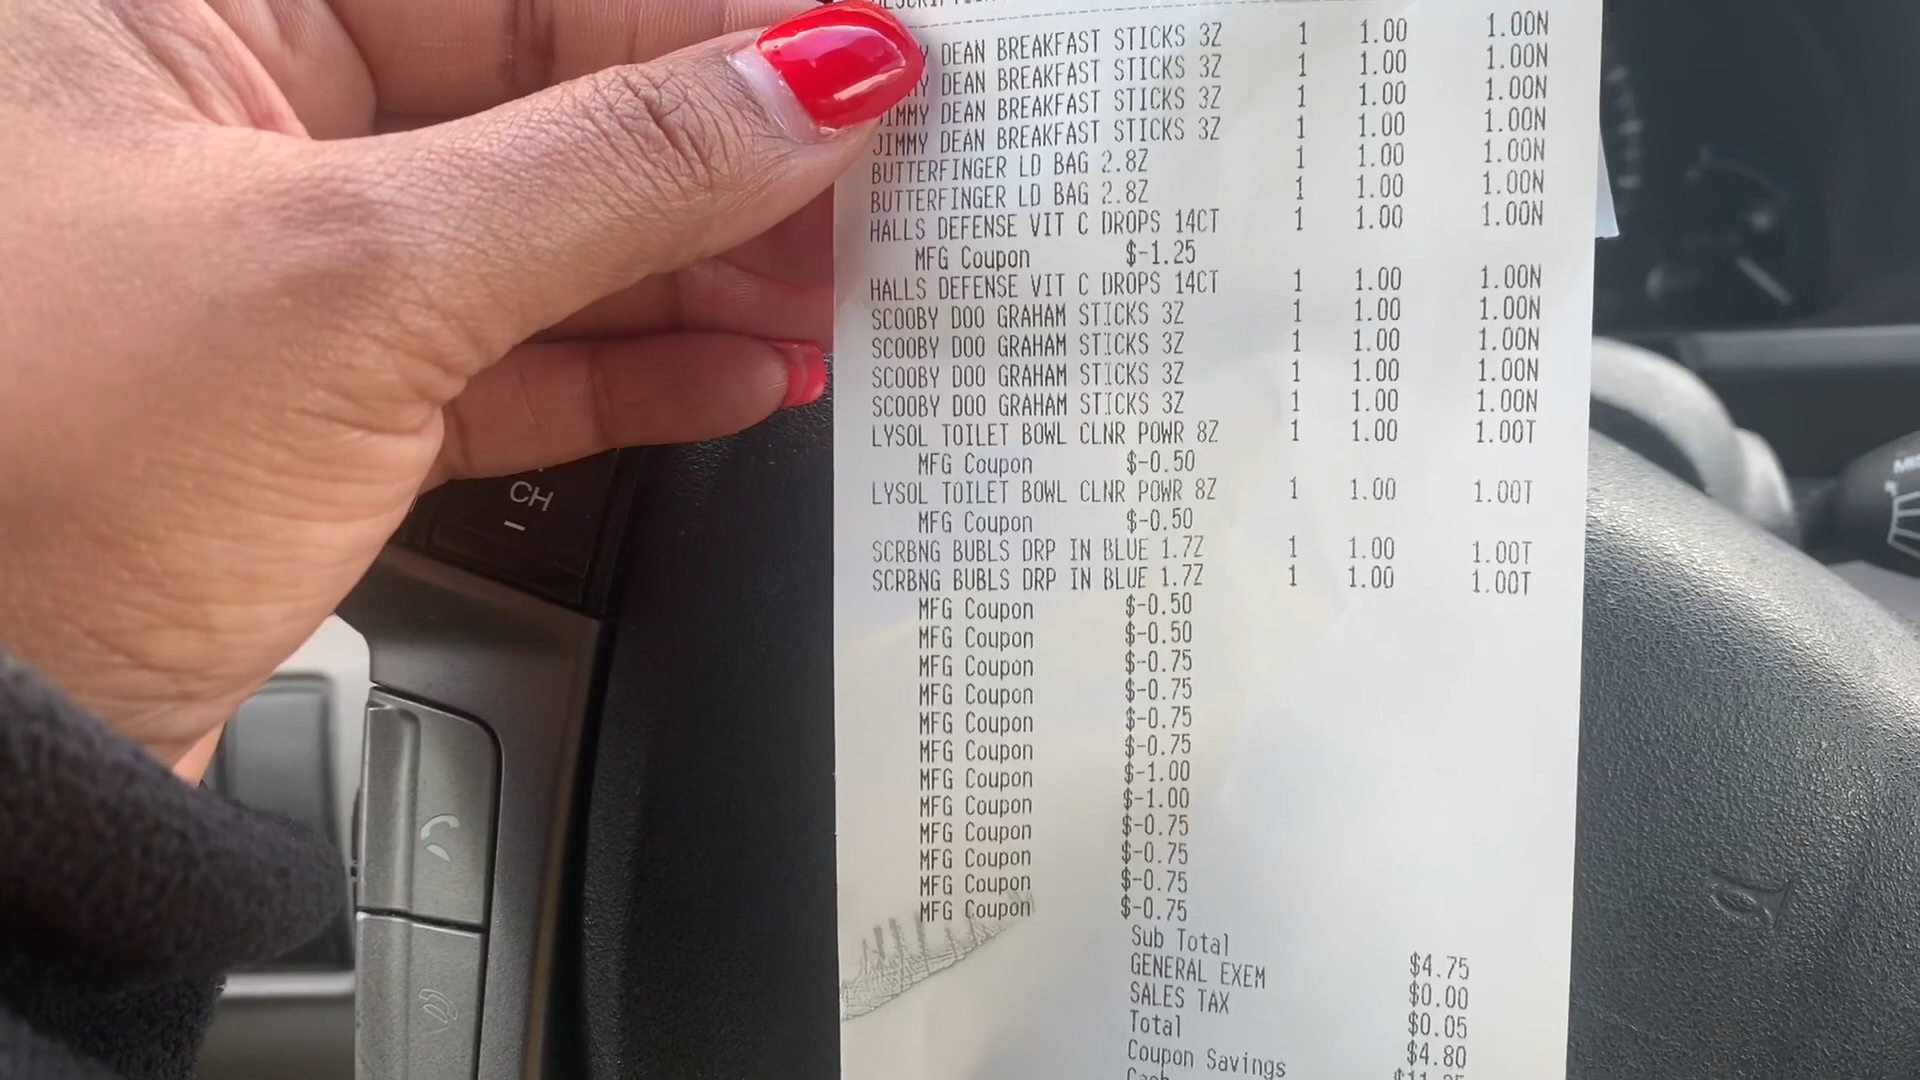 DEAN BREAKFAST STICKS 3Z 1 1.00 1.00N
DEAN BREAKFAST STICKS 3Z 1 1.00 1.00N
JIMMY DEAN BREAKFAST STICKS 3Z 1 1.00 1.00N
JIMMY DEAN BREAKFAST STICKS 3Z 1 1.00 1.00N
BUTTERFINGER LD BAG 2.8Z 1 1.00 1.00N
BUTTERFINGER LD BAG 2.8Z 1 1.00 1.00N
HALLS DEFENSE VIT C DROPS 14CT 1 1.00 1.00N
MFG Coupon $-1.25
HALLS DEFENSE VIT C DROPS 14CT 1 1.00 1.00N
SCOOBY DOO GRAHAM STICKS 3Z 1 1.00 1.00N
SCOOBY DOO GRAHAM STICKS 3Z 1 1.00 1.00N
SCOOBY DOO GRAHAM STICKS 3Z 1 1.00 1.00N
SCOOBY DOO GRAHAM STICKS 3Z 1 1.00 1.00N
LYSOL TOILET BOWL CLNR POWR 8Z 1 1.00 1.00T
MFG Coupon $-0.50
LYSOL TOILET BOWL CLNR POWR 8Z 1 1.00 1.00T
MFG Coupon $-0.50
SCRBNG BUBLS DRP IN BLUE 1.7Z 1 1.00 1.00T
SCRBNG BUBLS DRP IN BLUE 1.7Z 1 1.00 1.00T
MFG Coupon $-0.50
MFG Coupon $-0.50
MFG Coupon $-0.75
MFG Coupon $-0.75
MFG Coupon $-0.75
MFG Coupon $-0.75
MFG Coupon $-1.00
MFG Coupon $-1.00
MFG Coupon $-0.75
MFG Coupon $-0.75
MFG Coupon $-0.75
MFG Coupon $-0.75
Sub Total $4.75
GENERAL EXEM $0.00
SALES TAX $0.05
Total $4.80
Coupon Savings
CH